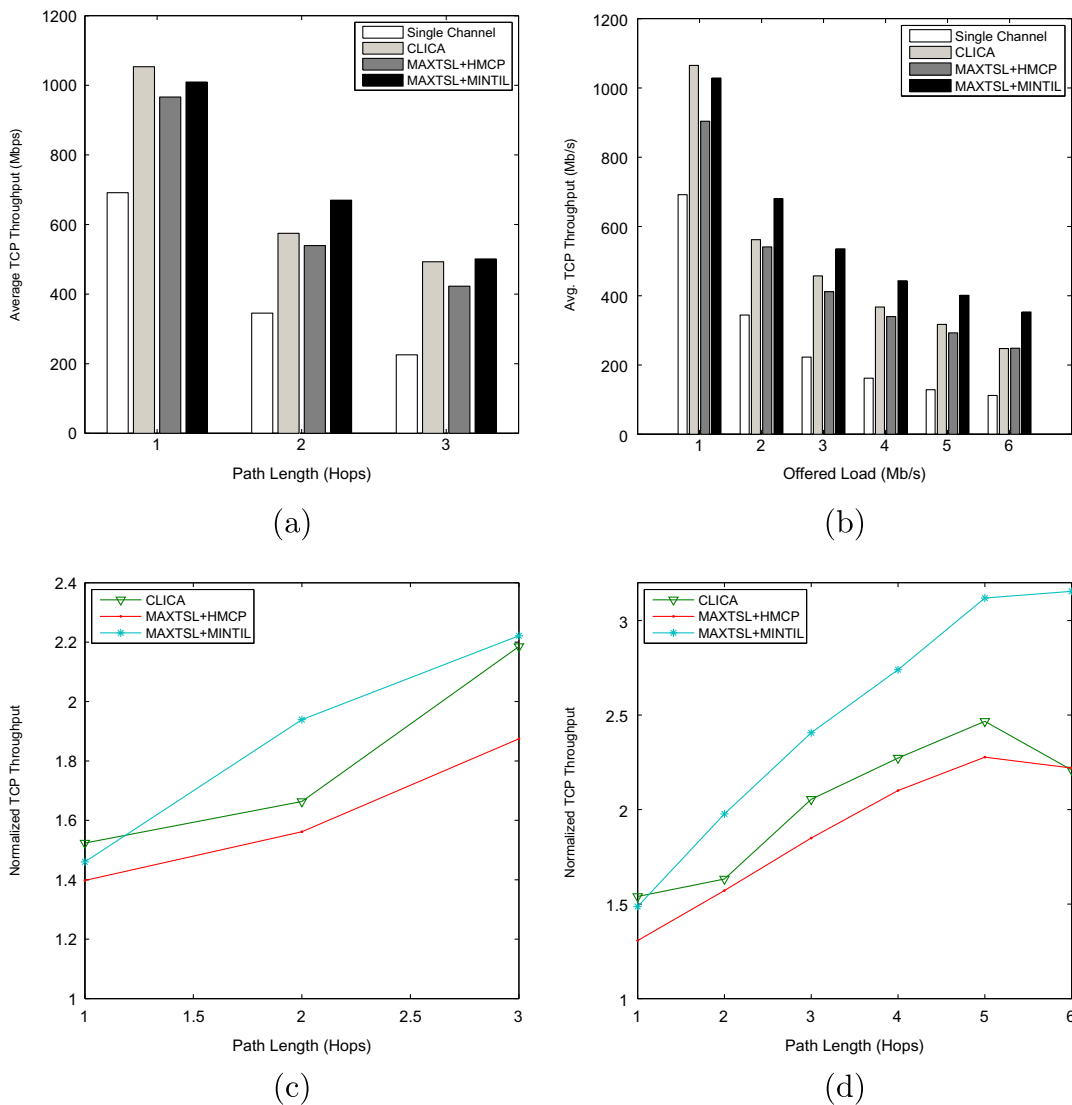 1200
1000
800
600
400
200
0
Average TCP Throughput (Mbps)
Single Channel
CLICA
MAXTSL+HMCP
MAXTSL+MINTIL
1 2 3
Path Length (Hops)
(a)
1200
1000
800
600
400
200
0
Avg. TCP Throughput (Mb/s)
Single Channel
CLICA
MAXTSL+HMCP
MAXTSL+MINTIL
1 2 3 4 5 6
Offered Load (Mb/s)
(b)
2.4
2.2
2
1.8
1.6
1.4
1.2
1
Normalized TCP Throughput
CLICA
MAXTSL+HMCP
MAXTSL+MINTIL
1 1.5 2 2.5 3
Path Length (Hops)
(c)
3
2.5
2
1.5
1
Normalized TCP Throughput
CLICA
MAXTSL+HMCP
MAXTSL+MINTIL
1 2 3 4 5 6
Path Length (Hops)
(d)